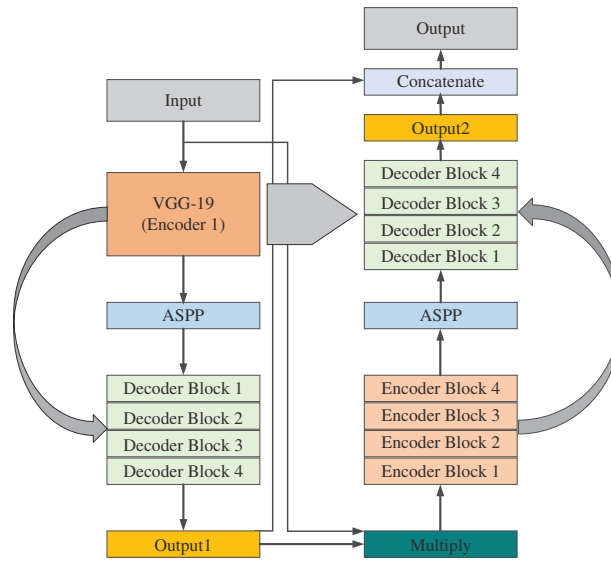 Input
VGG-19
(Encoder 1)
ASPP
Decoder Block 1
Decoder Block 2
Decoder Block 3
Decoder Block 4
Output1
Output
Concatenate
Output2
Decoder Block 4
Decoder Block 3
Decoder Block 2
Decoder Block 1
ASPP
Encoder Block 4
Encoder Block 3
Encoder Block 2
Encoder Block 1
Multiply